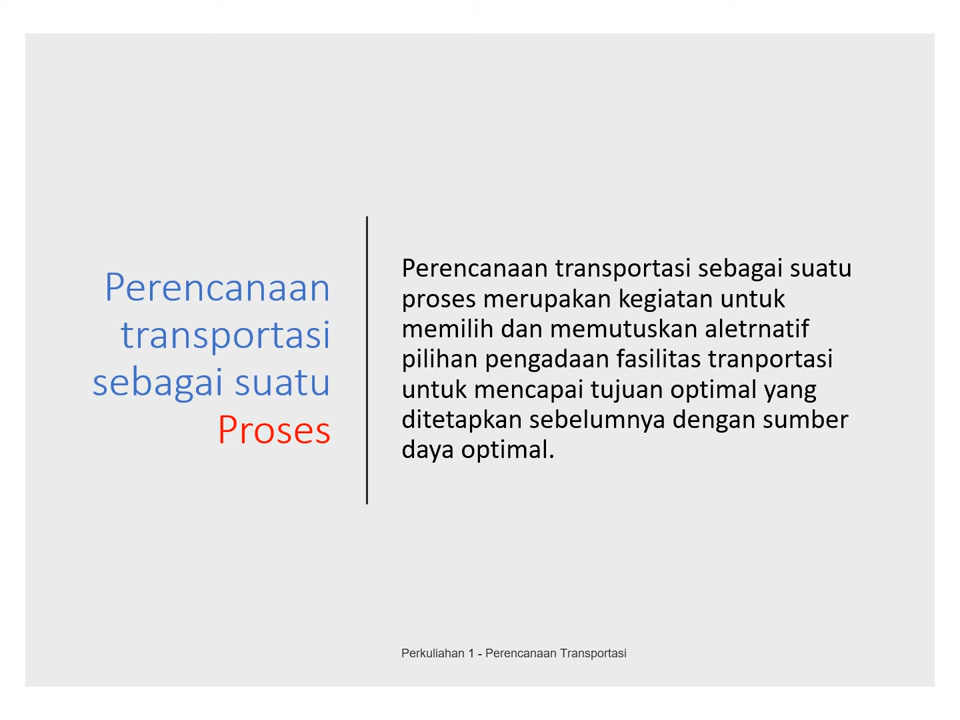 Perencanaan
transportasi
sebagai suatu
Proses
Perencanaan transportasi sebagai suatu
proses merupakan kegiatan untuk
memilih dan memutuskan aletrnatif
pilihan pengadaan fasilitas tranportasi
untuk mencapai tujuan optimal yang
ditetapkan sebelumnya dengan sumber
daya optimal.
Perkuliahan 1 - Perencanaan Transportasi